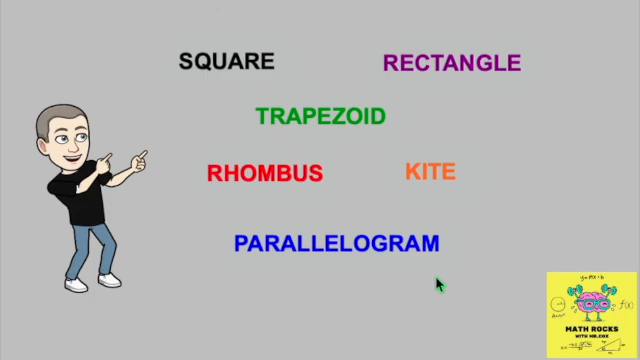 SQUARE
RECTANGLE
TRAPEZOID
RHOMBUS
KITE
PARALLELOGRAM
MATH ROCKS
WITH MR.COX